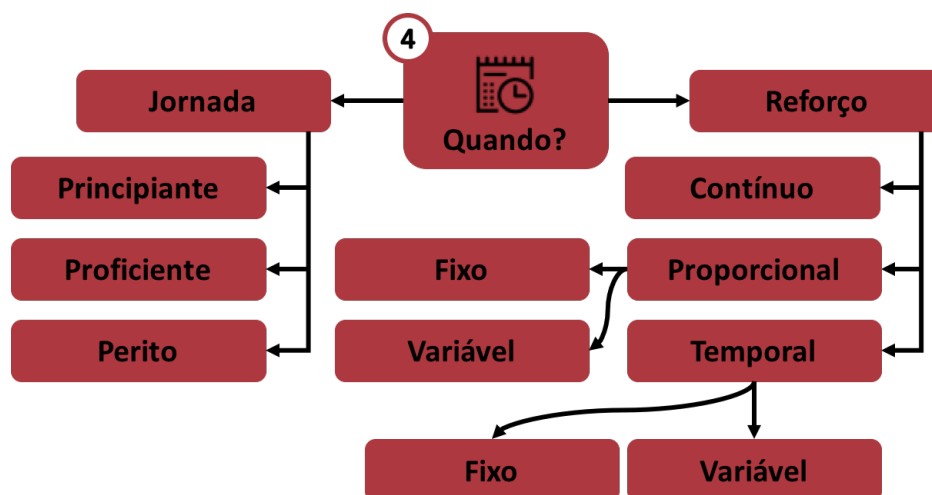 4
Quando?
Jornada
Reforço
Principiante
Contínuo
Proficiente
Fixo
Proporcional
Perito
Variável
Temporal
Fixo
Variável